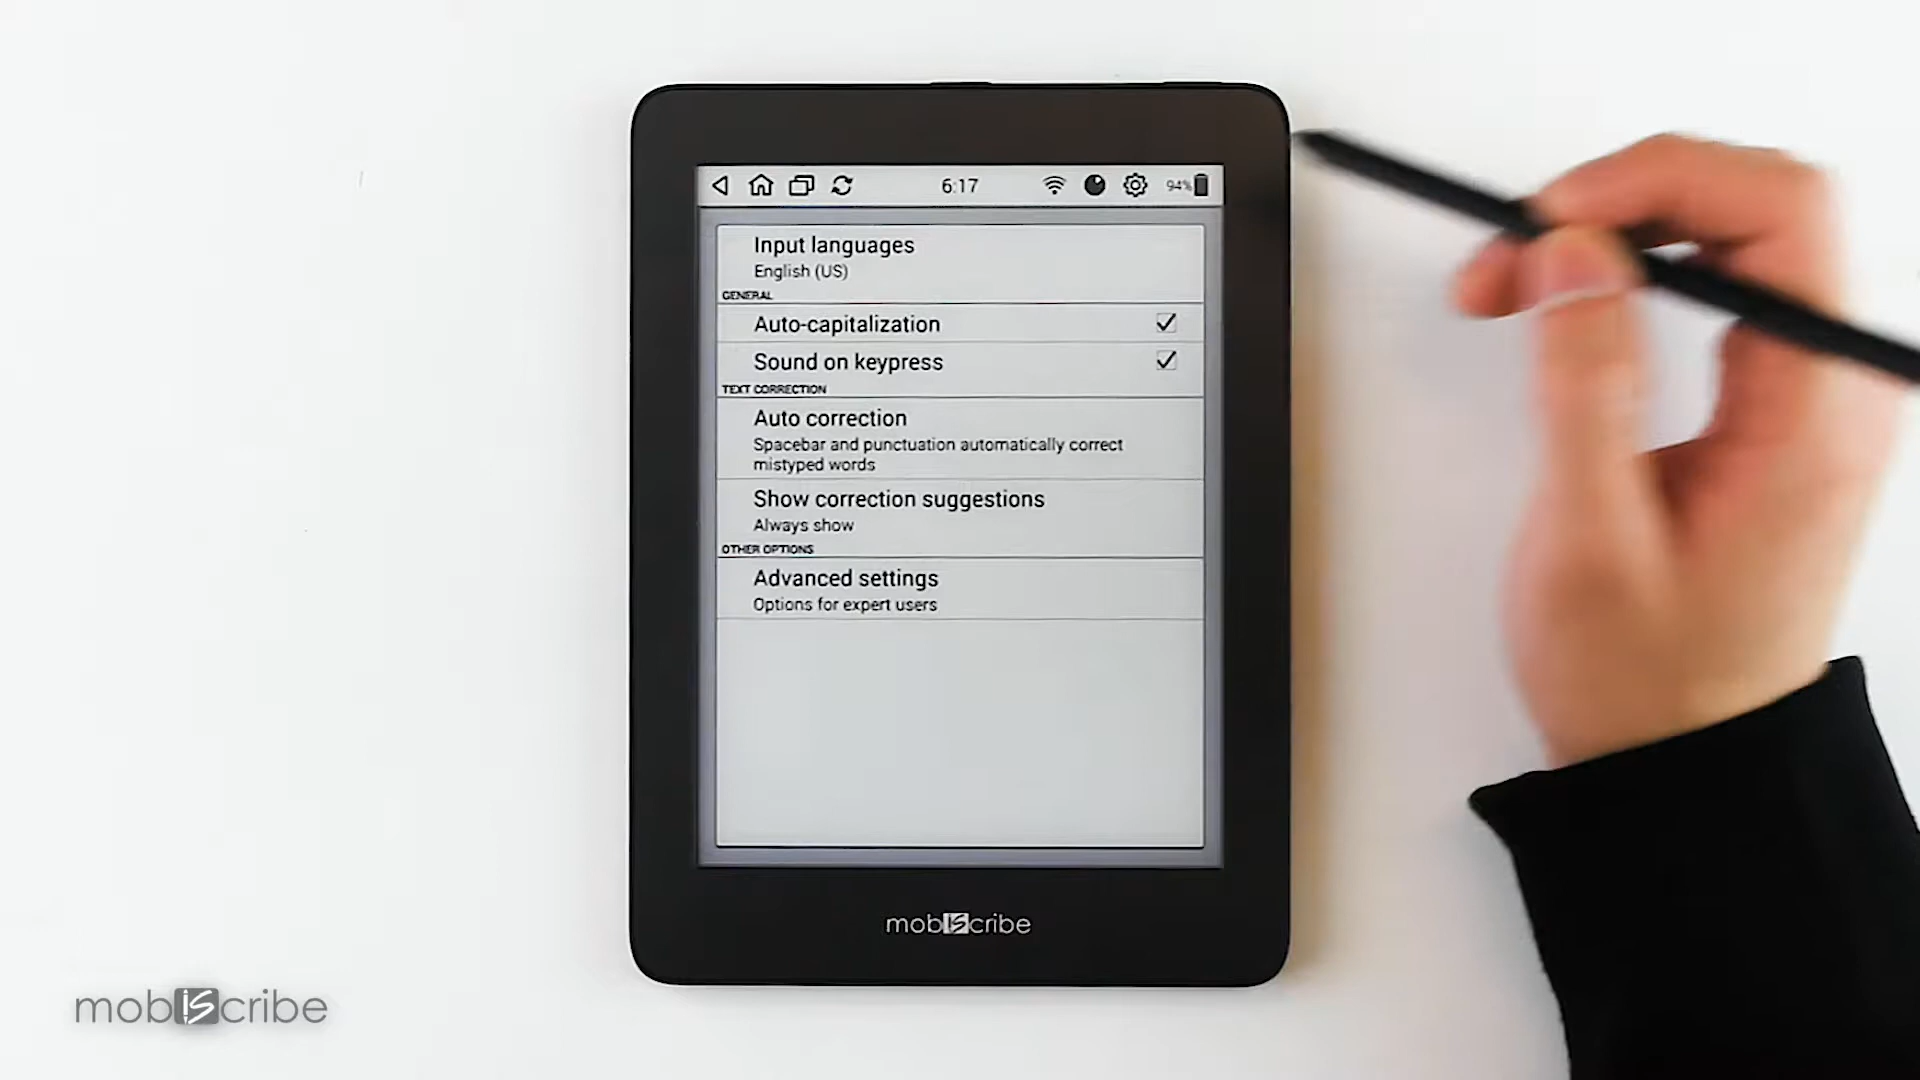 6:17
94%
Input languages
English (US)
GENERAL
Auto-capitalization
Sound on keypress
TEXT CORRECTION
Auto correction
Spacebar and punctuation automatically correct
mistyped words
Show correction suggestions
Always show
OTHER OPTIONS
Advanced settings
Options for expert users
mobiscribe
mobiscribe